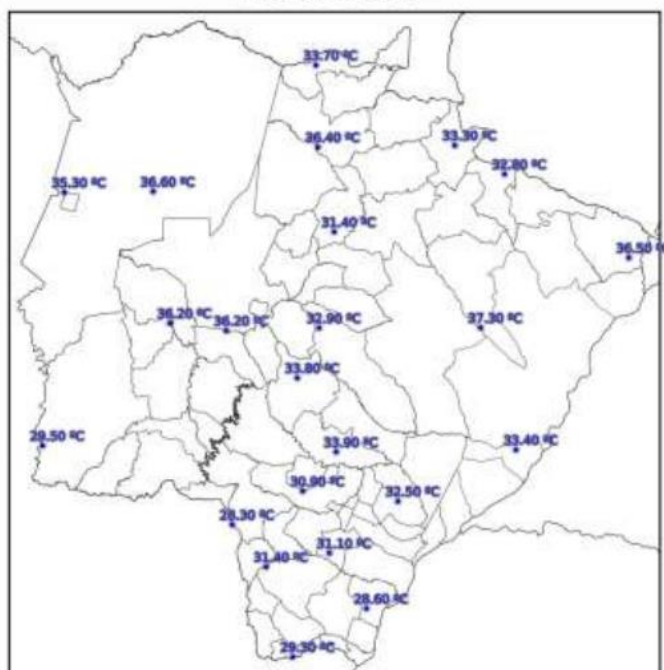 33.70 ºC
36.40 ºC
33.30 ºC
32.80 ºC
35.30 ºC
36.60 ºC
31.40 ºC
36.50 º
36.20 ºC
36.20 ºC
32.90 ºC
37.30 ºC
33.80 ºC
29.50 ºC
33.90 ºC
33.40 ºC
30.90 ºC
32.50 ºC
28.30 ºC
31.10 ºC
31.40 ºC
28.60 ºC
29.30 ºC